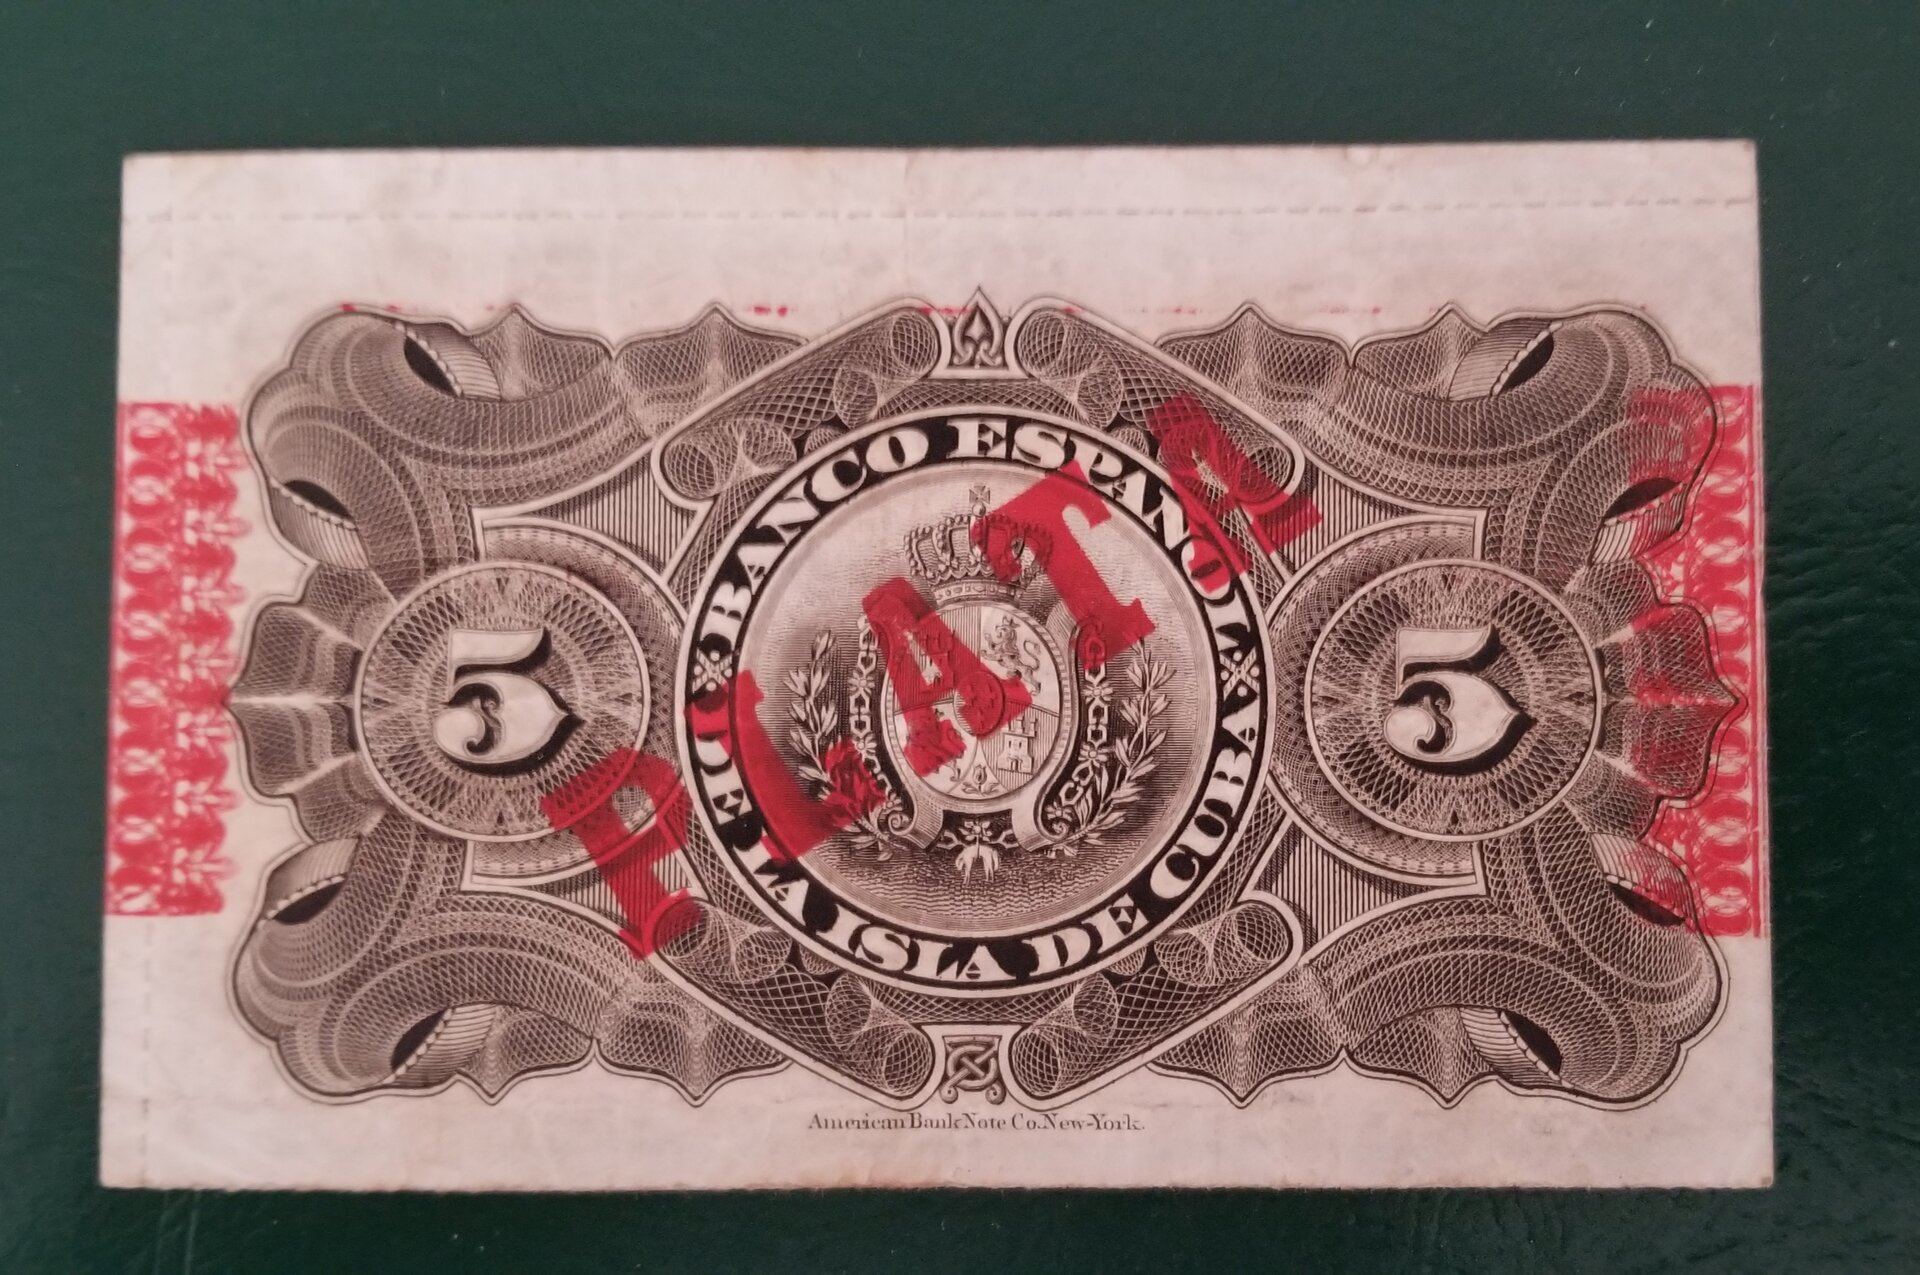 BANCO ESPAÑOL
DE LA ISLA DE CUBA
5
5
PLATA
American Bank Note Co. New-York.